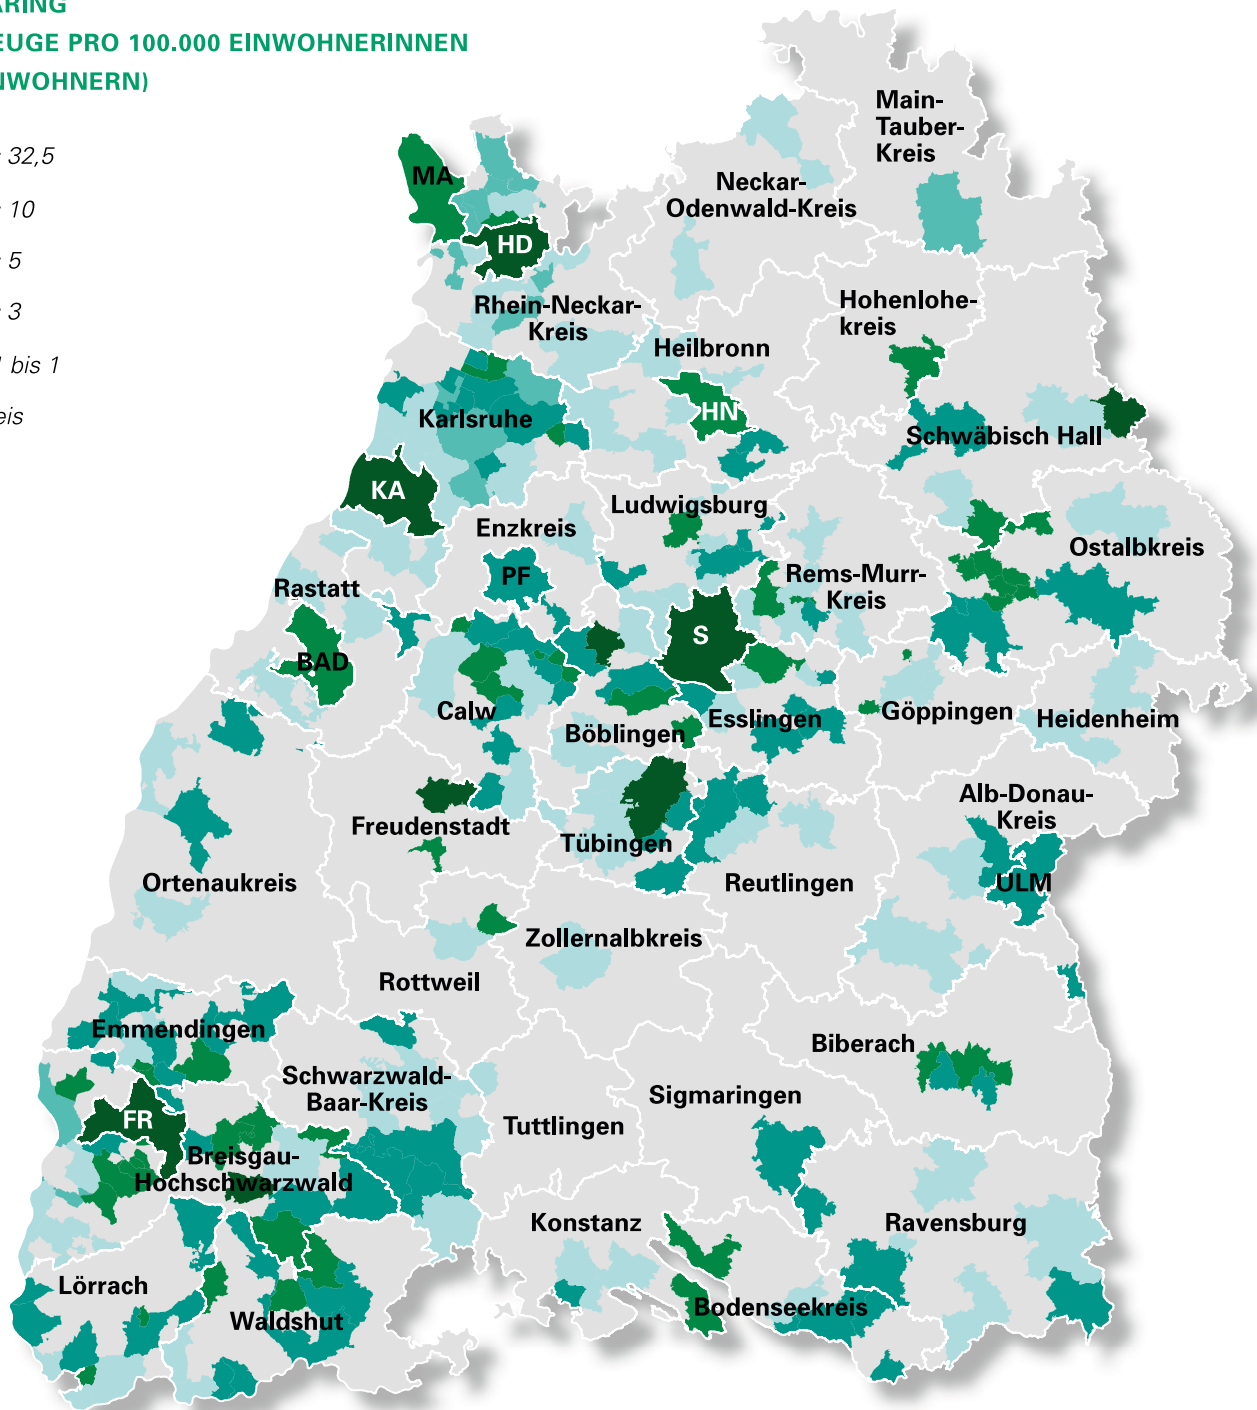 ARING
EUGE PRO 100.000 EINWOHNERINNEN
NWOHNERN)
32,5
10
5
3
1 bis 1
eis
Main-
Tauber-
Kreis
MA
Neckar-
Odenwald-Kreis
HD
Rhein-Neckar-
Kreis
Hohenlohe-
kreis
Heilbronn
Karlsruhe
HN
Schwäbisch Hall
KA
Ludwigsburg
Enzkreis
Ostalbkreis
PF
Rastatt
Rems-Murr-
Kreis
S
BAD
Calw
Böblingen
Esslingen
Göppingen
Heidenheim
Alb-Donau-
Kreis
Freudenstadt
Tübingen
Ortenaukreis
Reutlingen
ULM
Zollernalbkreis
Rottweil
Emmendingen
Biberach
Schwarzwald-
Baar-Kreis
Sigmaringen
FR
Tuttlingen
Breisgau-
Hochschwarzwald
Konstanz
Ravensburg
Lörrach
Bodenseekreis
Waldshut